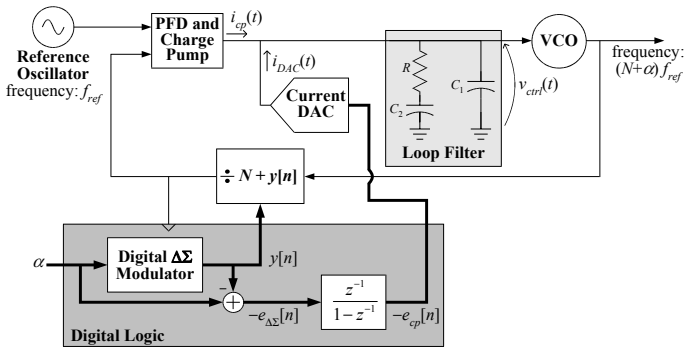 PFD and
Charge
Pump
i_cp(t)
Reference
Oscillator
frequency: f_ref
i_DAC(t)
Current
DAC
R
C_2
C_1
v_ctrl(t)
Loop Filter
VCO
frequency:
(N+α) f_ref
÷ N + y[n]
α
Digital ΔΣ
Modulator
y[n]
−
+
−e_ΔΣ[n]
z^−1
1 − z^−1
−e_cp[n]
Digital Logic